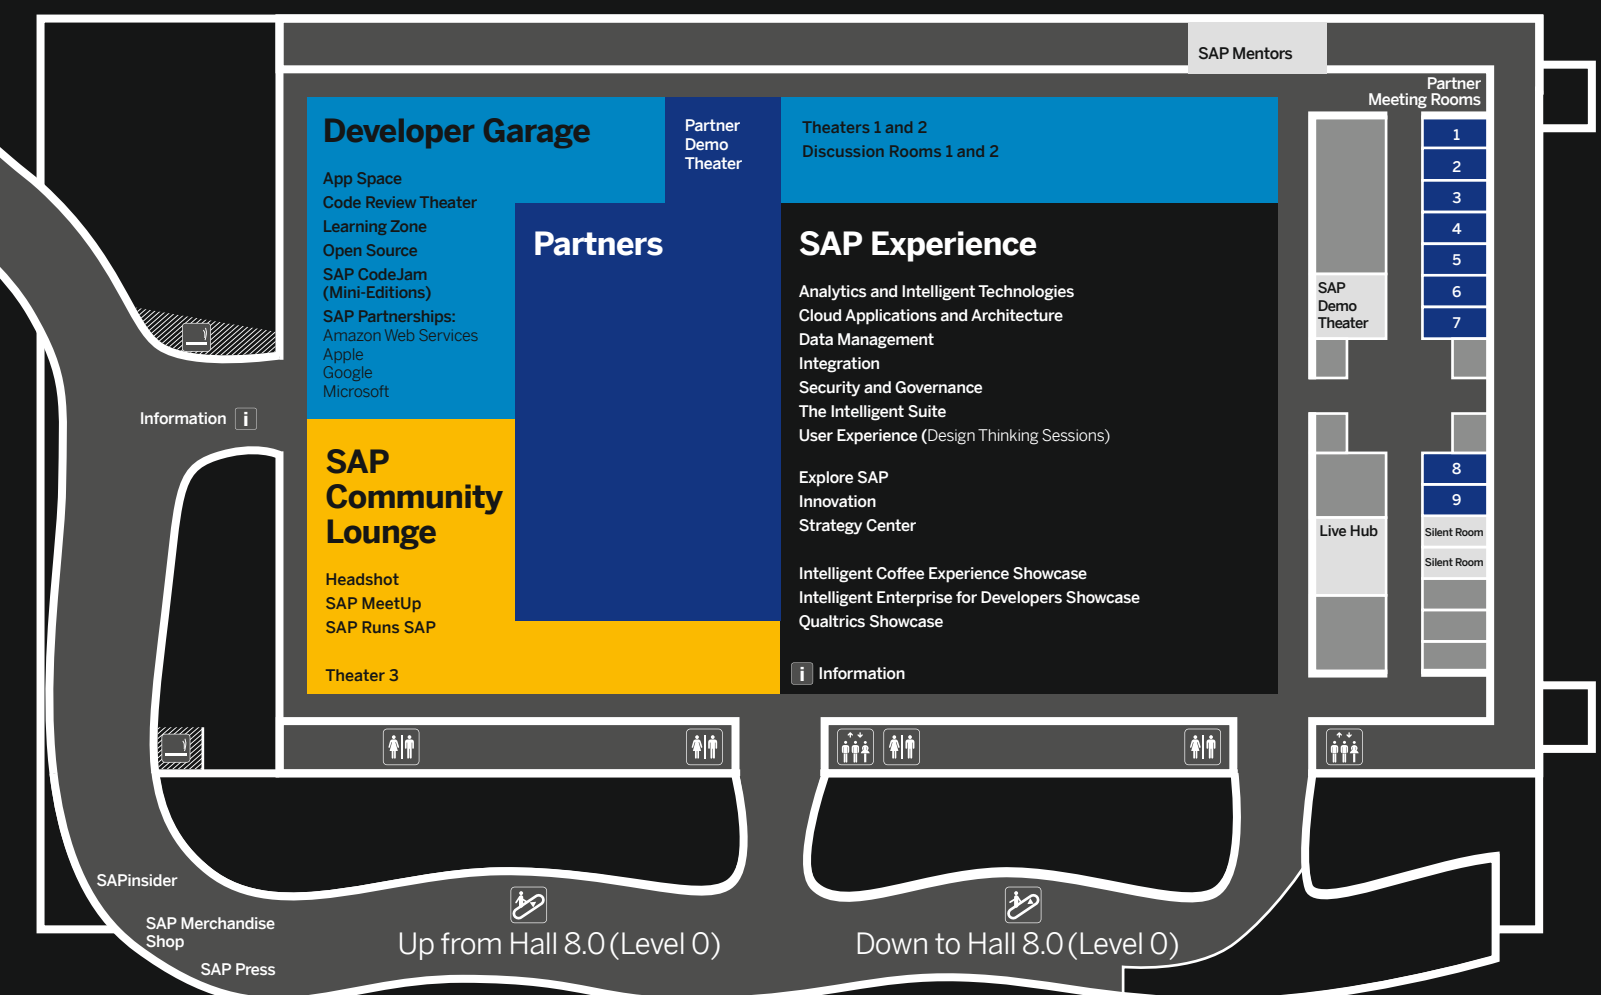 SAP Mentors
Partner
Meeting Rooms
Developer Garage
App Space
Code Review Theater
Learning Zone
Open Source
SAP CodeJam
(Mini-Editions)
SAP Partnerships:
Amazon Web Services
Apple
Google
Microsoft
Partner
Demo
Theater
Theaters 1 and 2
Discussion Rooms 1 and 2
Partners
SAP Experience
Analytics and Intelligent Technologies
Cloud Applications and Architecture
Data Management
Integration
Security and Governance
The Intelligent Suite
User Experience (Design Thinking Sessions)
Explore SAP
Innovation
Strategy Center
Intelligent Coffee Experience Showcase
Intelligent Enterprise for Developers Showcase
Qualtrics Showcase
i Information
SAP
Demo
Theater
1
2
3
4
5
6
7
8
9
Live Hub
Silent Room
Silent Room
Information i
SAP
Community
Lounge
Headshot
SAP MeetUp
SAP Runs SAP
Theater 3
SAPinsider
SAP Merchandise
Shop
SAP Press
Up from Hall 8.0 (Level 0)
Down to Hall 8.0 (Level 0)